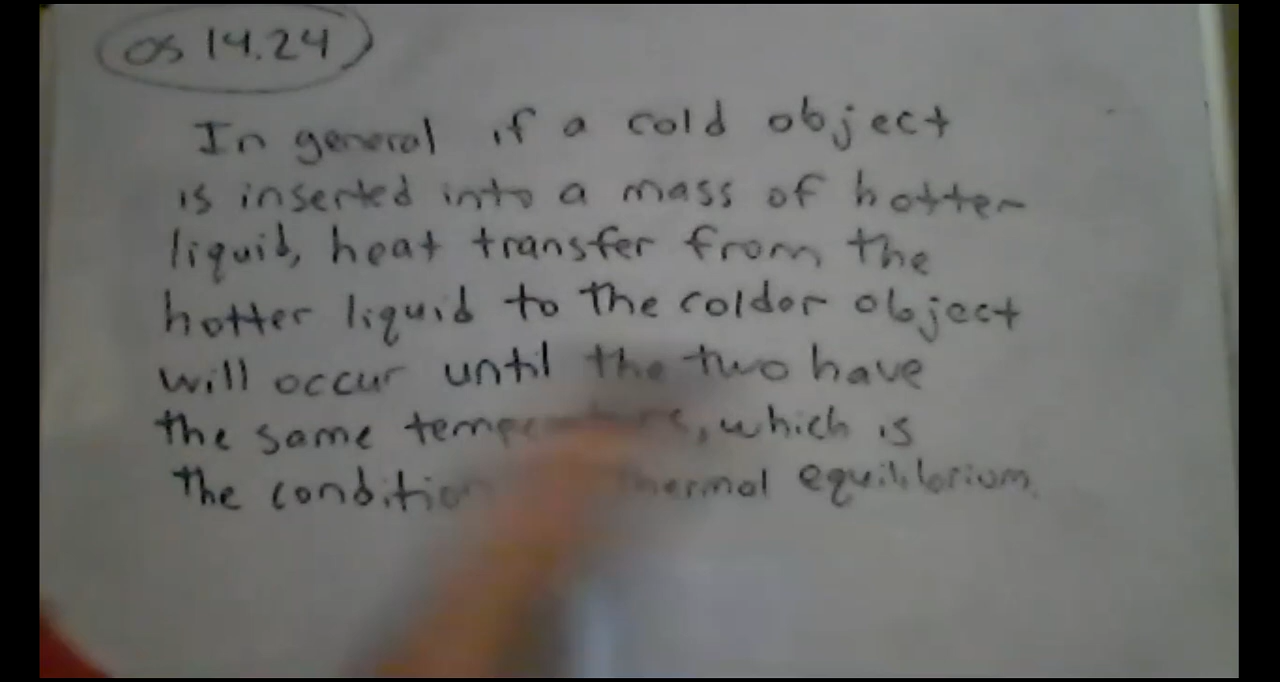 OS 14.24
In general if a cold object
is inserted into a mass of hotter
liquid, heat transfer from the
hotter liquid to the colder object
will occur until the two have
the same temperature, which is
the condition thermal equilibrium.